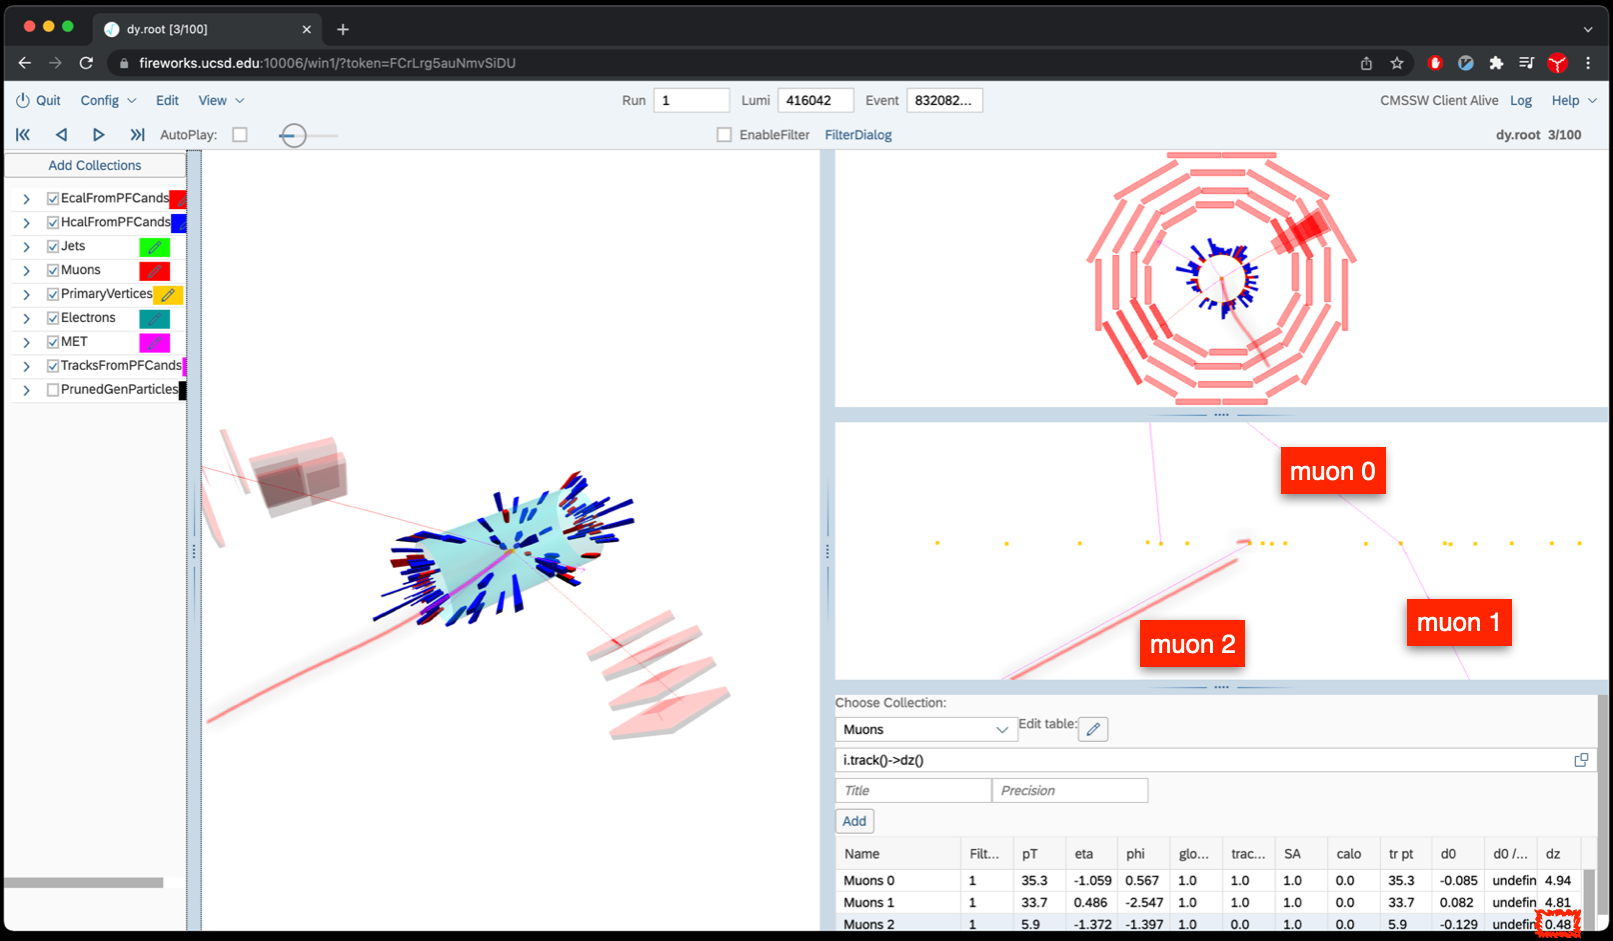 dy.root [3/100]
fireworks.ucsd.edu:10006/win1/?token=FCrLrg5auNmvSiDU
Quit Config Edit View Run 1 Lumi 416042 Event 832082... CMSSW Client Alive Log Help
AutoPlay: EnableFilter FilterDialog dy.root 3/100
Add Collections
EcalFromPFCands
HcalFromPFCands
Jets
Muons
PrimaryVertices
Electrons
MET
TracksFromPFCands
PrunedGenParticles
muon 0
muon 1
muon 2
Choose Collection:
Muons Edit table:
i.track()->dz()
Title Precision
Add
Name Filt... pT eta phi glo... trac... SA calo tr pt d0 d0 /... dz
Muons 0 1 35.3 -1.059 0.567 1.0 1.0 1.0 0.0 35.3 -0.085 undefin 4.94
Muons 1 1 33.7 0.486 -2.547 1.0 1.0 1.0 0.0 33.7 0.082 undefin 4.81
Muons 2 1 5.9 -1.372 -1.397 1.0 0.0 1.0 0.0 5.9 -0.129 undefin 0.48